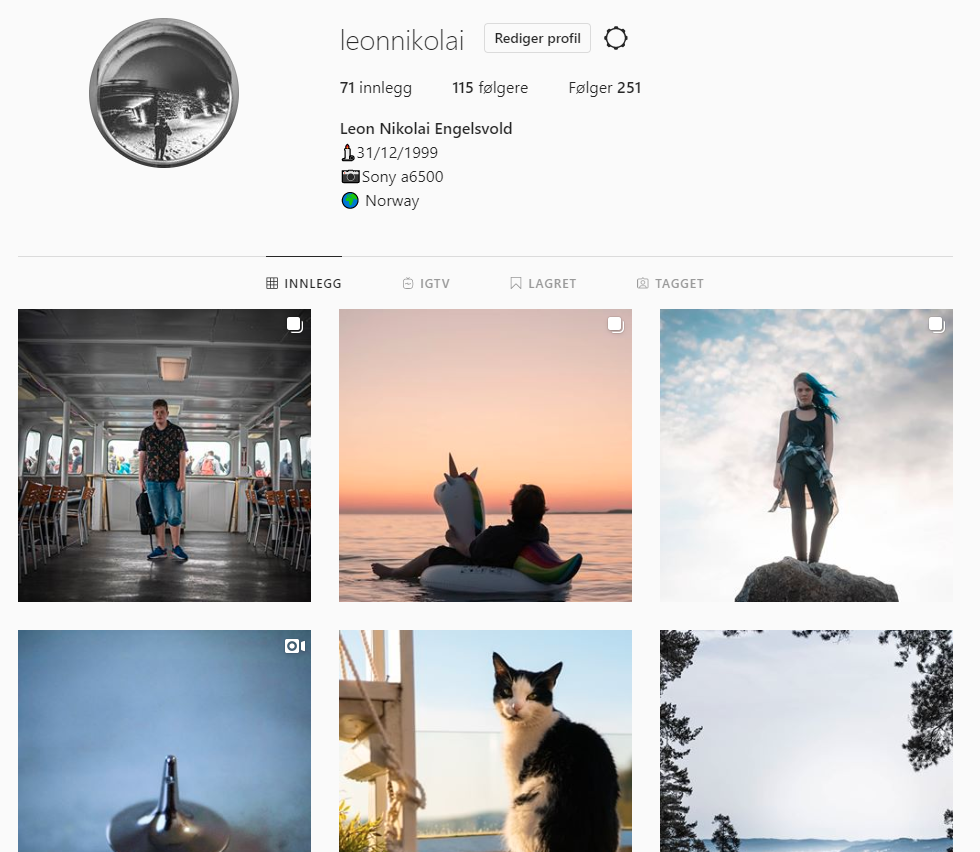 leonnikolai Rediger profil
71 innlegg 115 følgere Følger 251
Leon Nikolai Engelsvold
31/12/1999
Sony a6500
Norway
INNLEGG IGTV LAGRET TAGGET